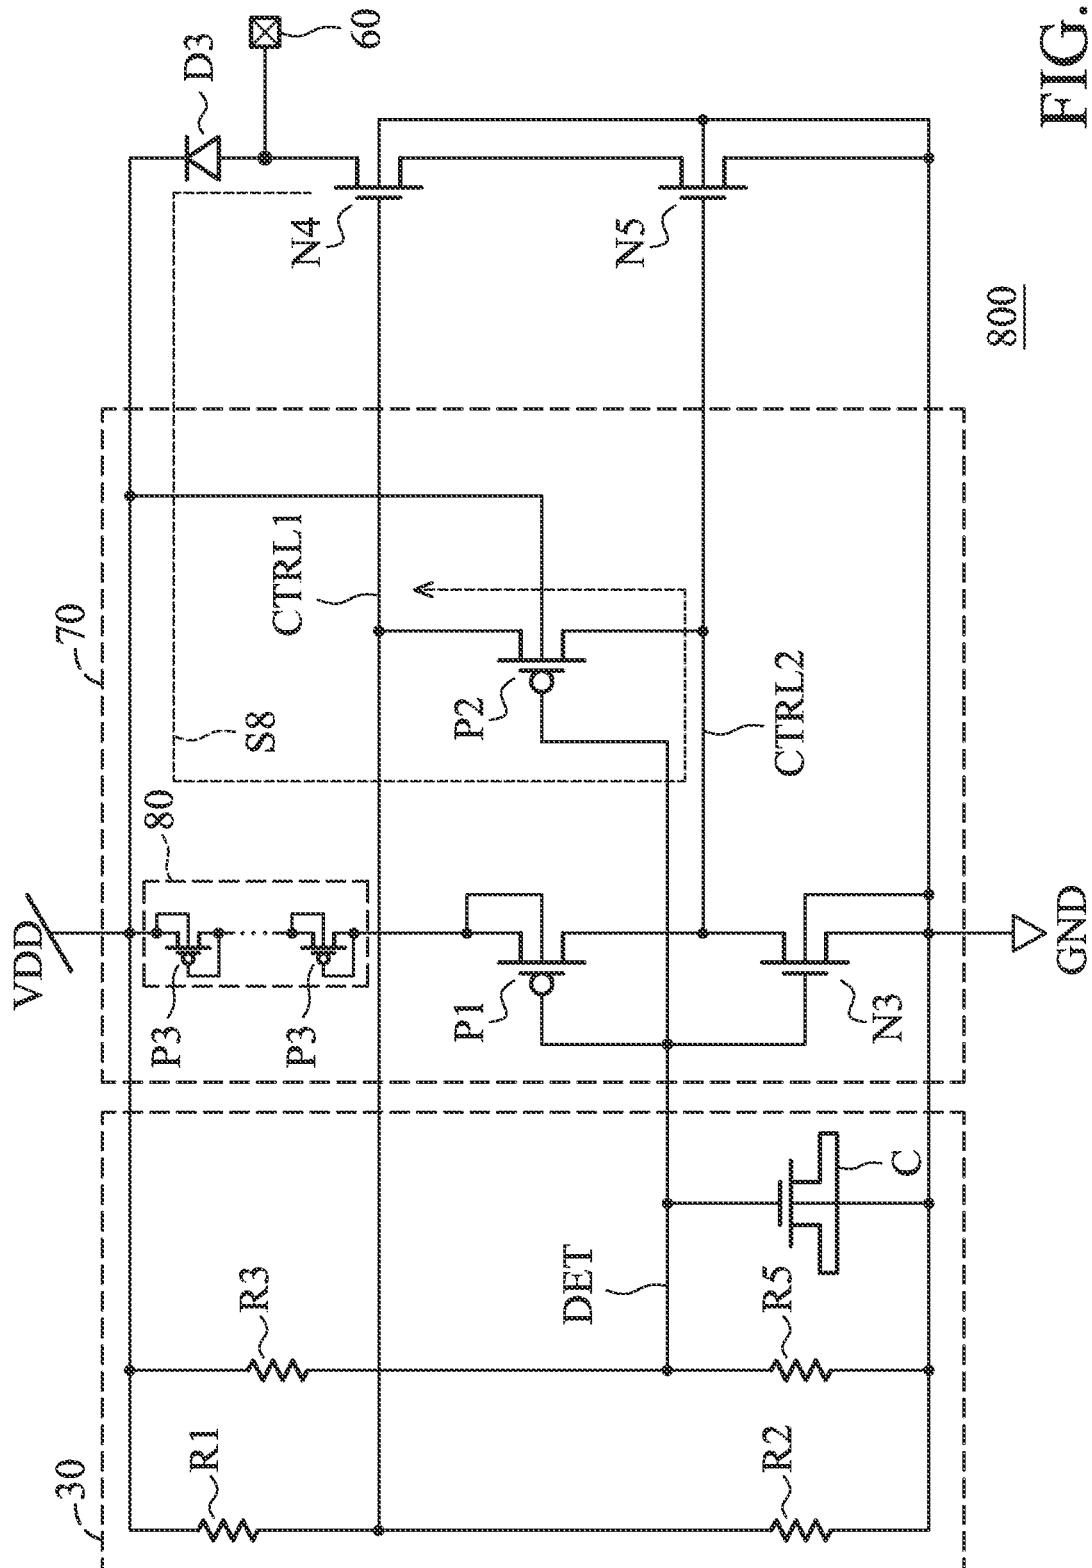 VDD
GND
30
70
80
60
R1
R3
R2
R5
DET
C
P3
P3
P1
N3
P2
S8
CTRL1
CTRL2
N4
N5
D3
800
FIG.